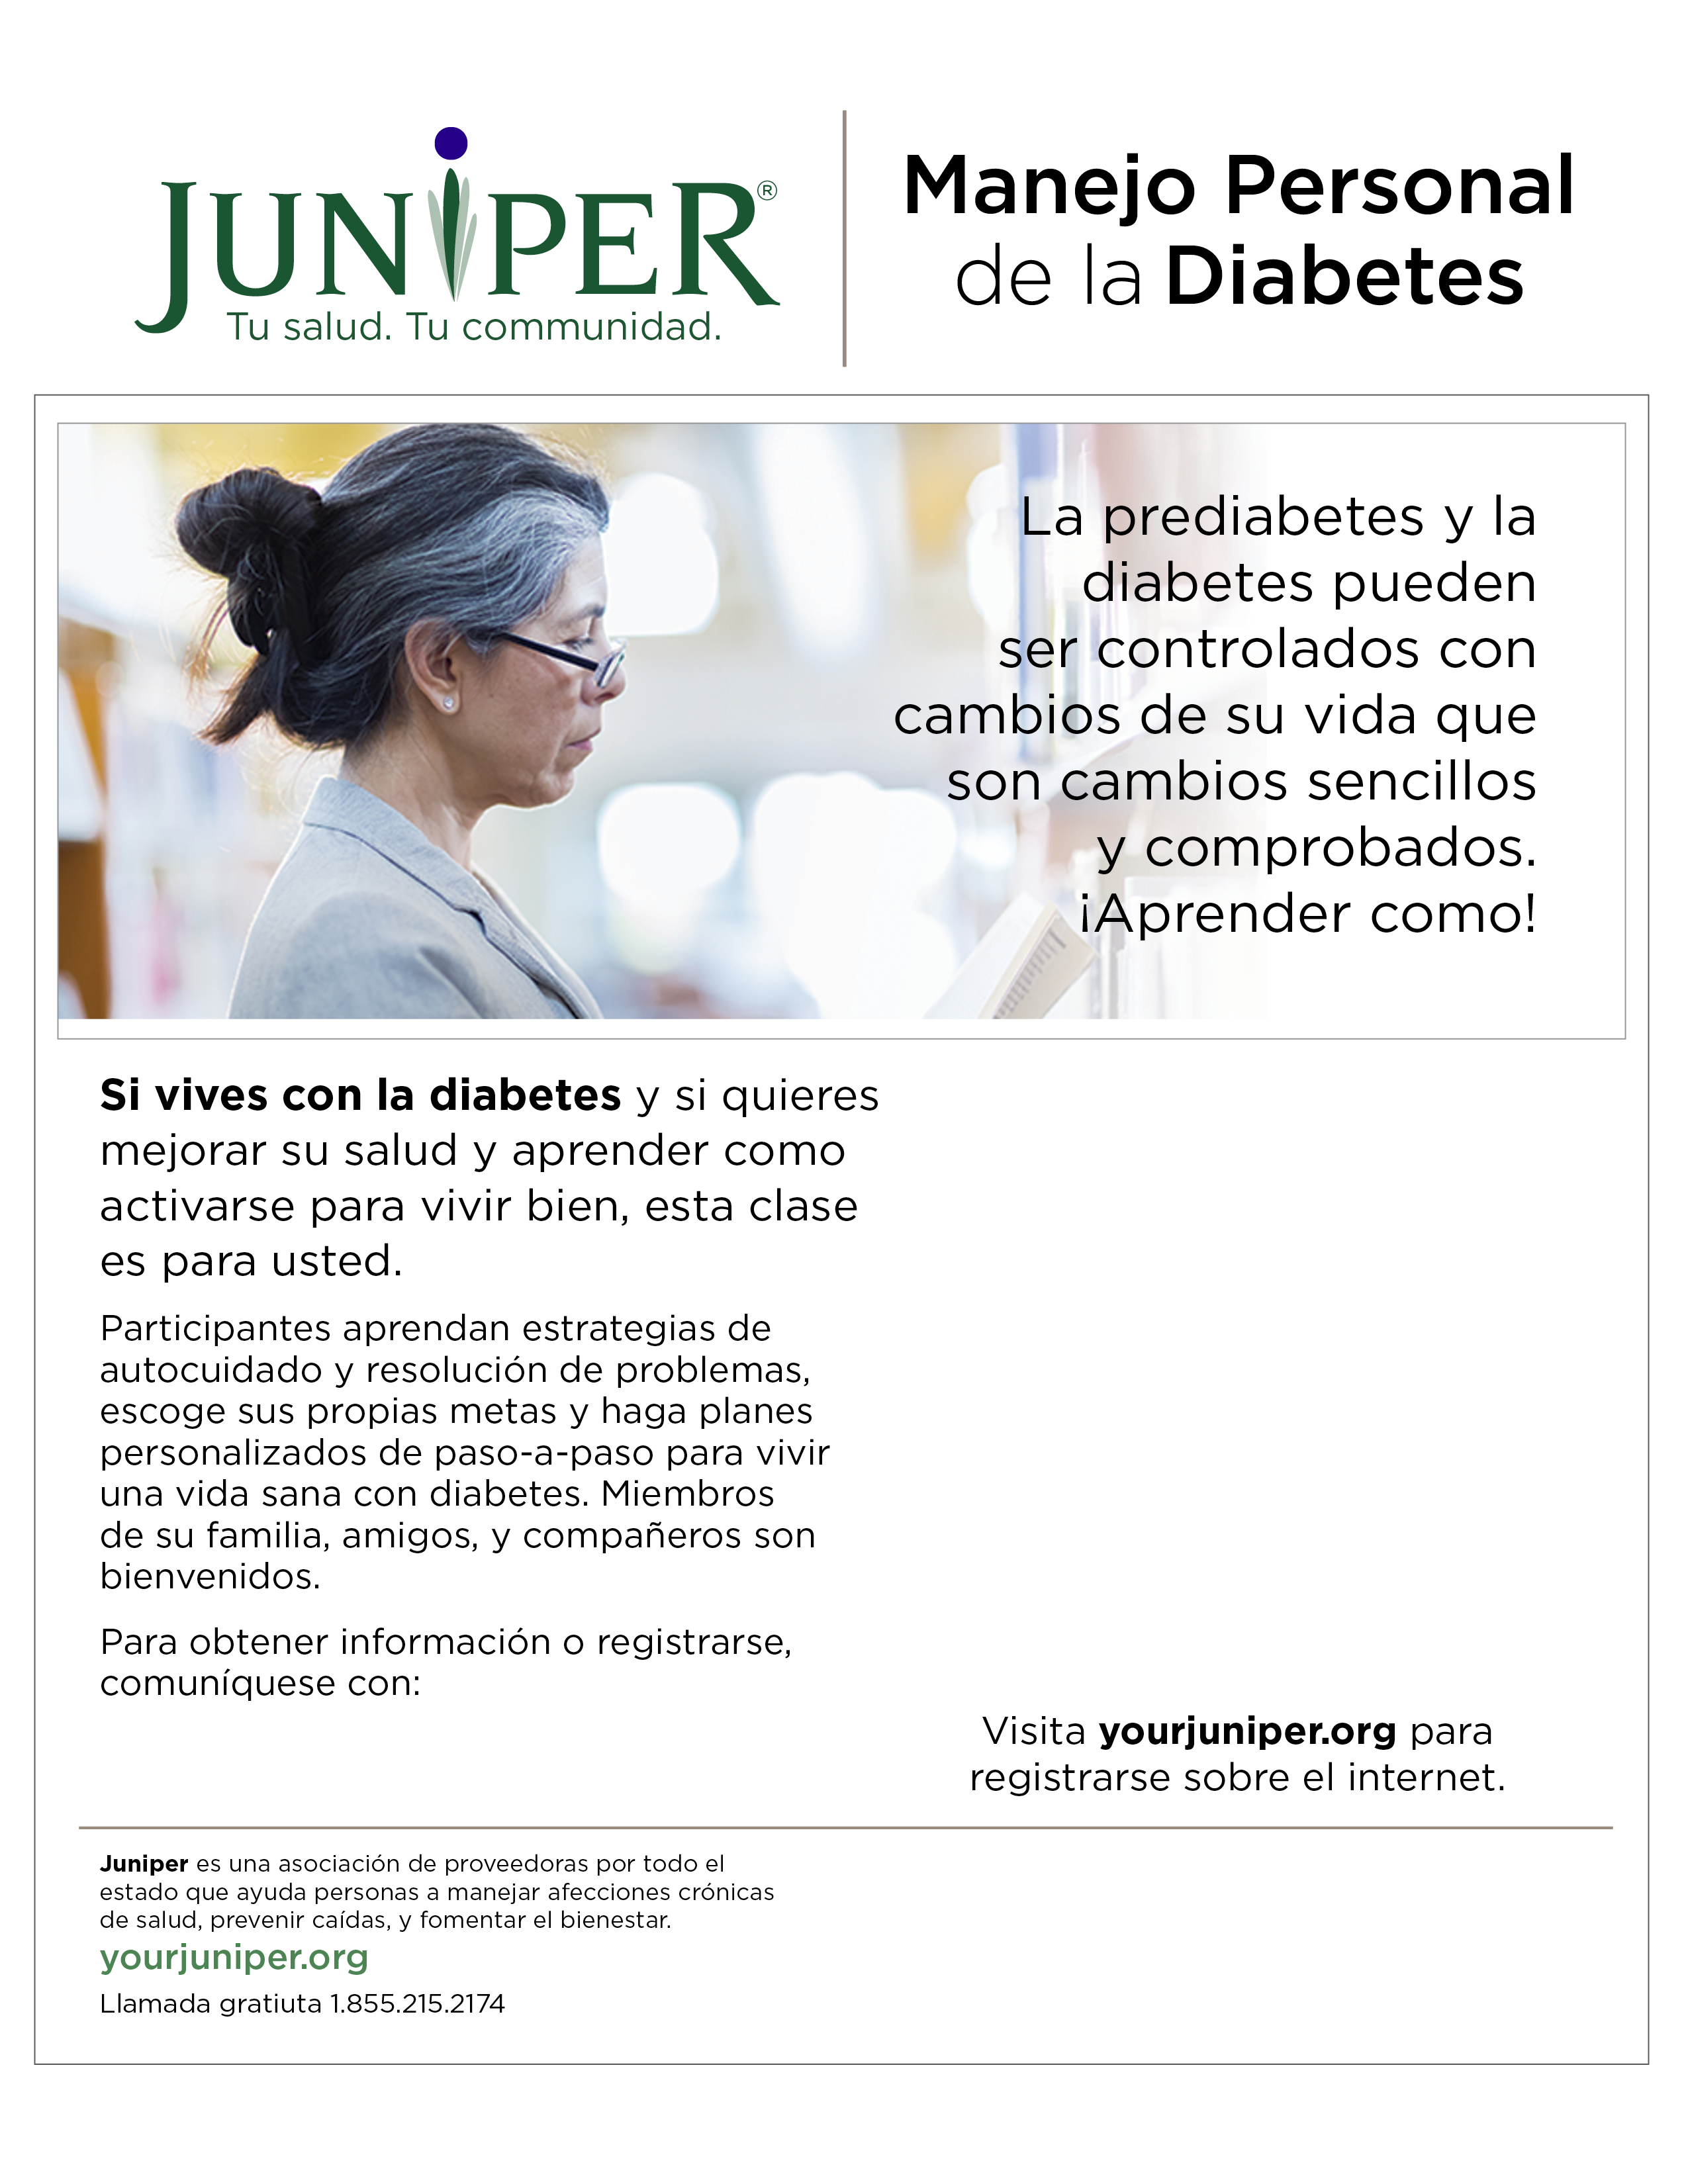 JUNiPER®
Tu salud. Tu communidad.
Manejo Personal
de la Diabetes
La prediabetes y la
diabetes pueden
ser controlados con
cambios de su vida que
son cambios sencillos
y comprobados.
¡Aprender como!
Si vives con la diabetes y si quieres
mejorar su salud y aprender como
activarse para vivir bien, esta clase
es para usted.
Participantes aprendan estrategias de
autocuidado y resolución de problemas,
escoge sus propias metas y haga planes
personalizados de paso-a-paso para vivir
una vida sana con diabetes. Miembros
de su familia, amigos, y compañeros son
bienvenidos.
Para obtener información o registrarse,
comuníquese con:
Visita yourjuniper.org para
registrarse sobre el internet.
Juniper es una asociación de proveedoras por todo el
estado que ayuda personas a manejar afecciones crónicas
de salud, prevenir caídas, y fomentar el bienestar.
yourjuniper.org
Llamada gratiuta 1.855.215.2174